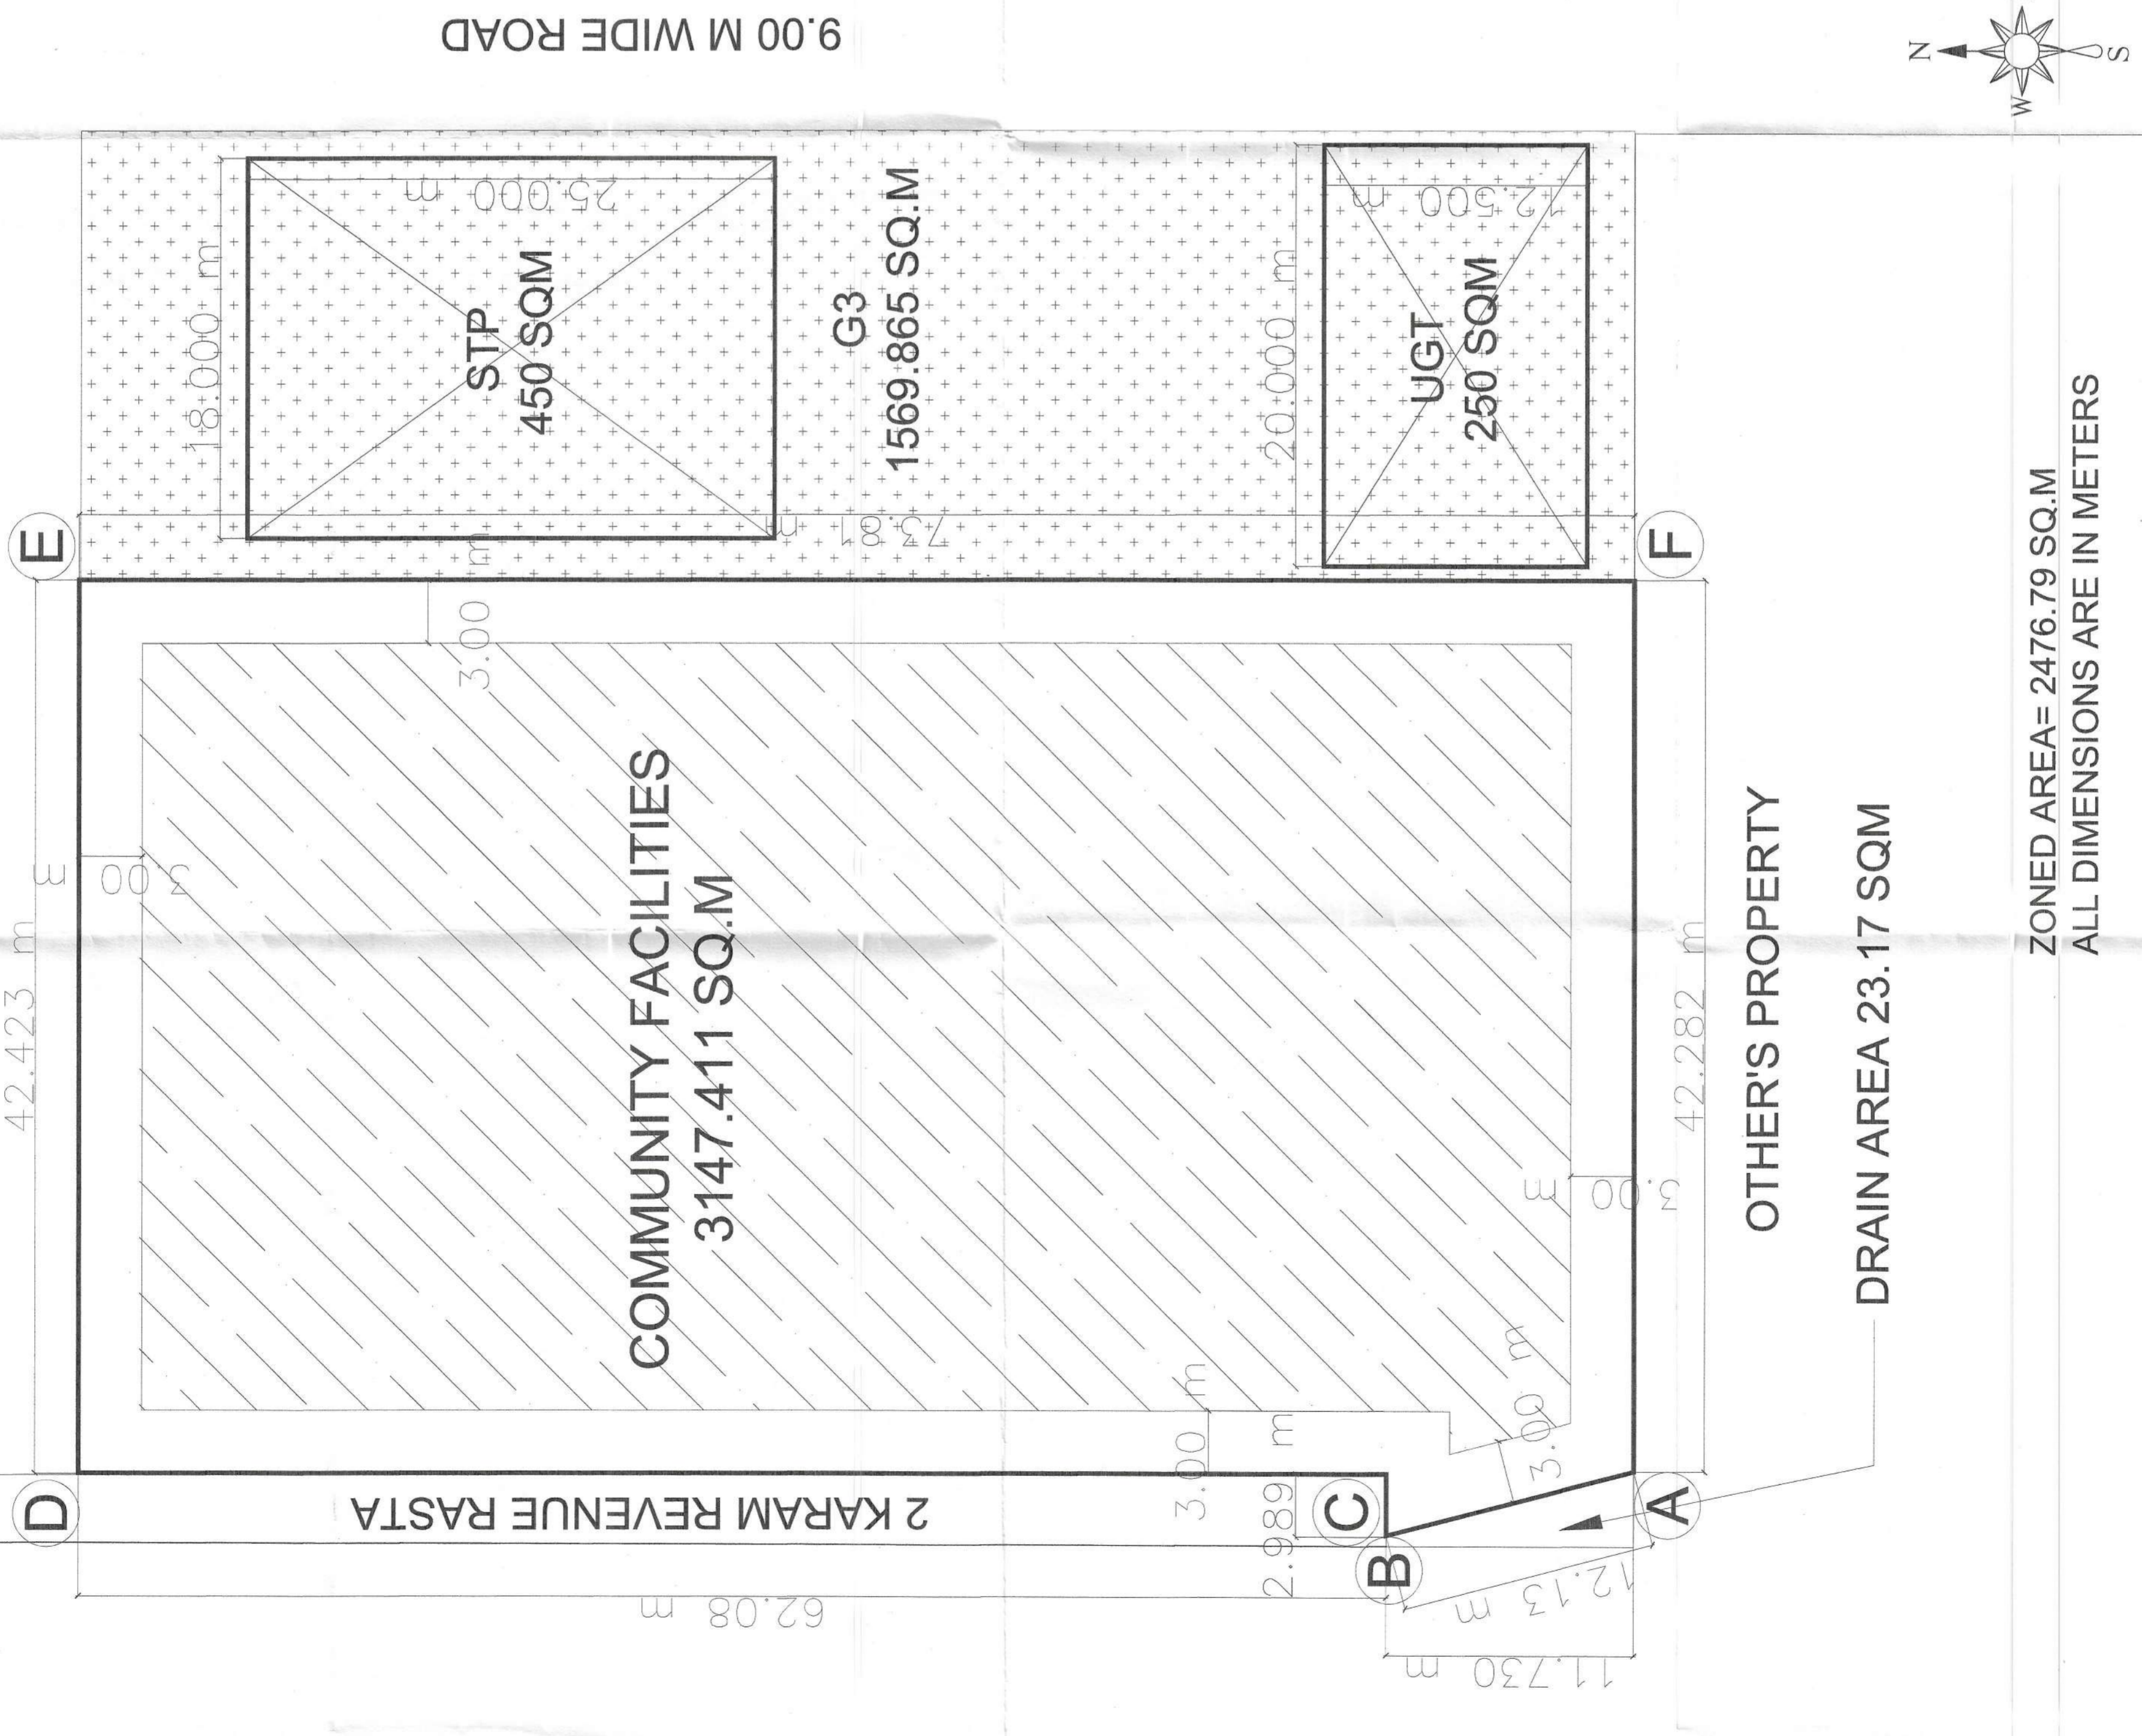 9.00 M WIDE ROAD
N
W
S
E
18.000 m
25.000 m
STP
450 SQM
G3
1569.865 SQ.M
73.81 m
20.000 m
12.500 m
UGT
250 SQM
F
42.423 m
3.00 m
3.00 m
COMMUNITY FACILITIES
3147.411 SQ.M
3.00 m
42.282 m
OTHER'S PROPERTY
DRAIN AREA 23.17 SQM
ZONED AREA= 2476.79 SQ.M
ALL DIMENSIONS ARE IN METERS
D
2 KARAM REVENUE RASTA
62.08 m
3.00 m
2.989 m
3.00 m
C
B
A
12.13 m
11.730 m